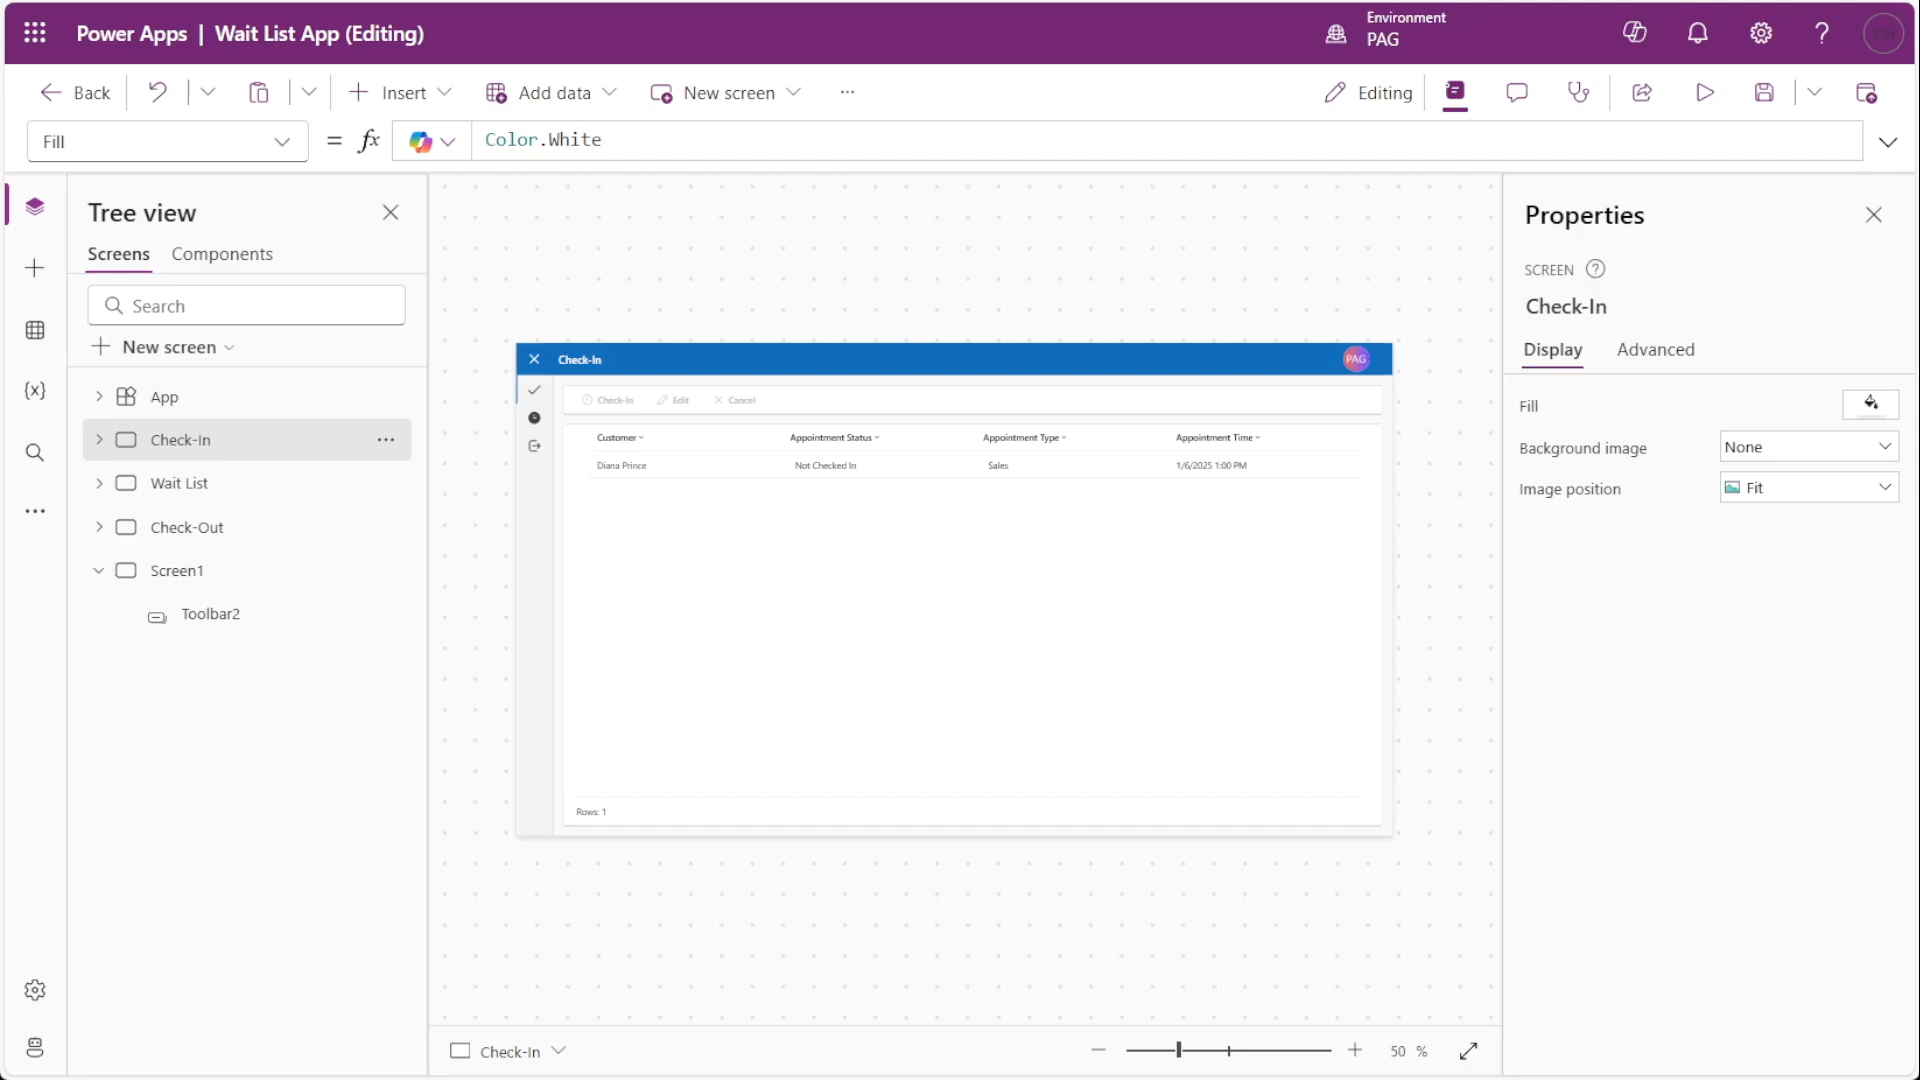 Power Apps | Wait List App (Editing)
Environment
PAG
Back
Insert
Add data
New screen
Editing
Fill
= fx
Color.White
Tree view
Screens
Components
Search
New screen
App
Check-In
Wait List
Check-Out
Screen1
Toolbar2
Check-In
PAG
Check-In
Edit
Cancel
Customer
Appointment Status
Appointment Type
Appointment Time
Diana Prince
Not Checked In
Sales
1/6/2025 1:00 PM
Rows: 1
Check-In
50 %
Properties
SCREEN
Check-In
Display
Advanced
Fill
Background image
None
Image position
Fit